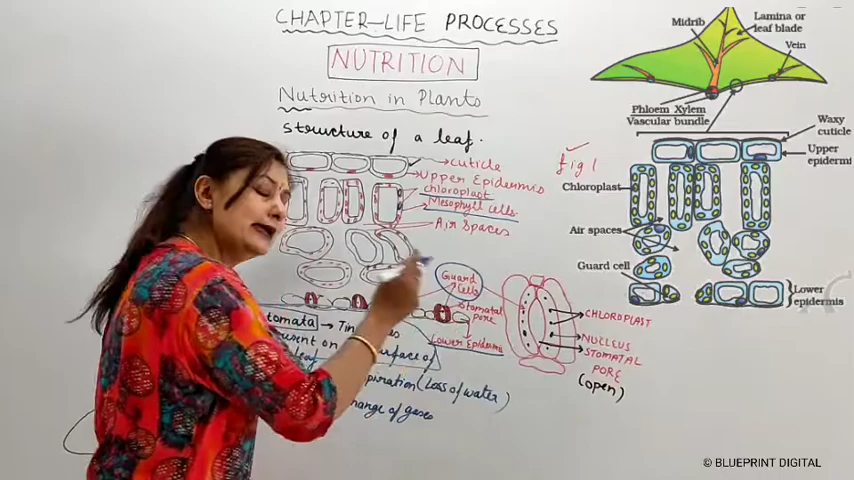 CHAPTER-LIFE PROCESSES
NUTRITION
Nutrition in Plants
Structure of a leaf.
cuticle
Upper Epidermis
chloroplast
Mesophyll cells
Air Spaces
Guard
Cells
Stomatal
pore
Lower Epidermis
tomata
surface of
(Loss of water)
of gases
fig 1
CHLOROPLAST
NUCLEUS
STOMATAL
PORE
(open)
Midrib
Lamina or
leaf blade
Vein
Phloem Xylem
Vascular bundle
Waxy
cuticle
Upper
epidermi
Chloroplast
Air spaces
Guard cell
Lower
epidermis
© BLUEPRINT DIGITAL